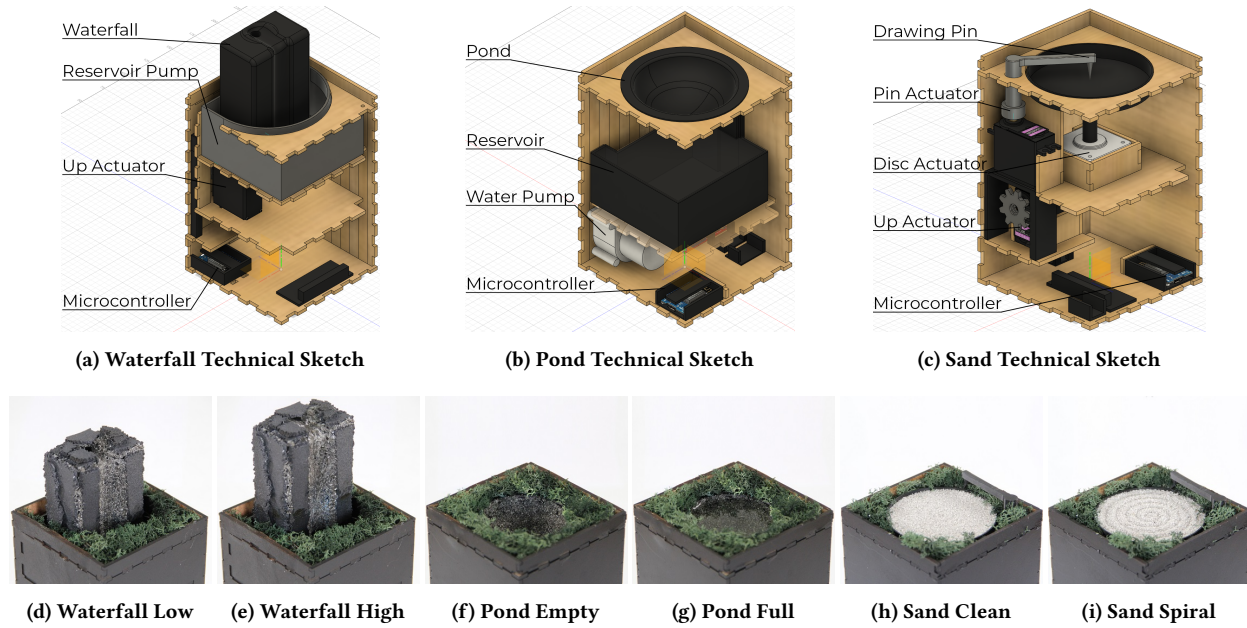 Waterfall
Reservoir Pump
Up Actuator
Microcontroller
(a) Waterfall Technical Sketch
Pond
Reservoir
Water Pump
Microcontroller
(b) Pond Technical Sketch
Drawing Pin
Pin Actuator
Disc Actuator
Up Actuator
Microcontroller
(c) Sand Technical Sketch
(d) Waterfall Low
(e) Waterfall High
(f) Pond Empty
(g) Pond Full
(h) Sand Clean
(i) Sand Spiral